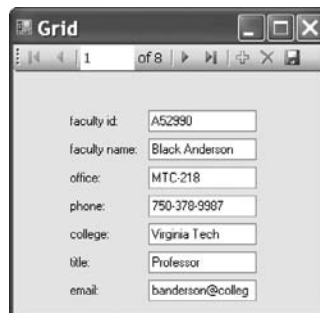 Grid
1 of 8
faculty id: A52990
faculty name: Black Anderson
office: MTC-218
phone: 750-378-9987
college: Virginia Tech
title: Professor
email: banderson@colleg